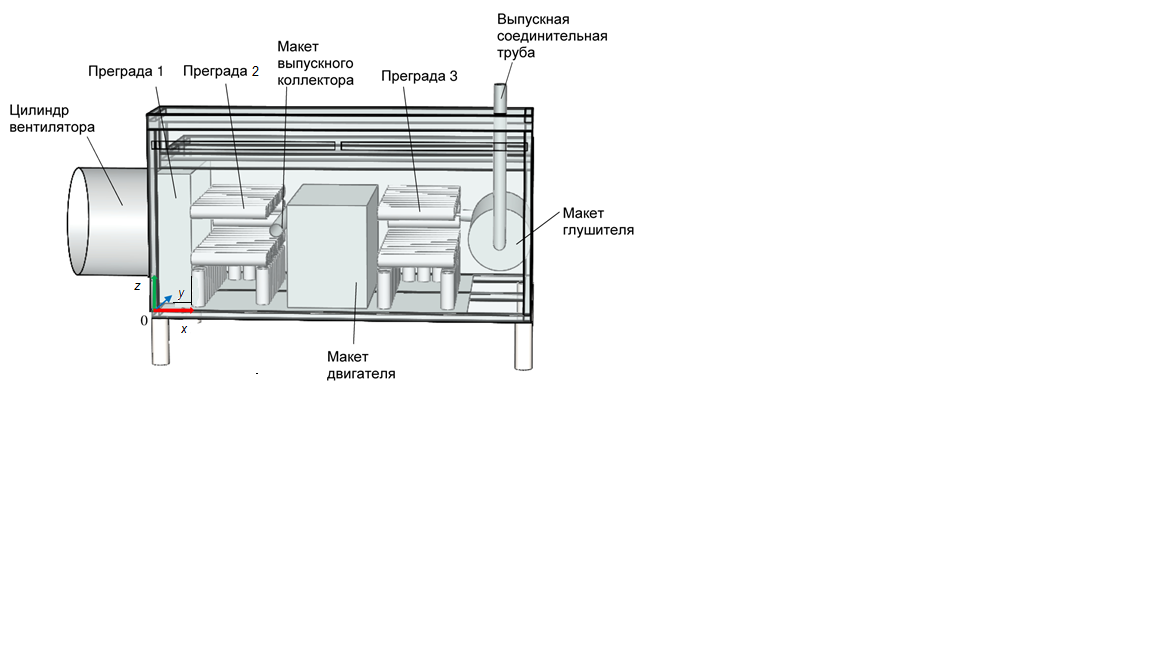 Выпускная
соединительная
труба
Макет
выпускного
коллектора
Преграда 1
Преграда 2
Преграда 3
Цилиндр
вентилятора
Макет
глушителя
z
y
0
x
Макет
двигателя